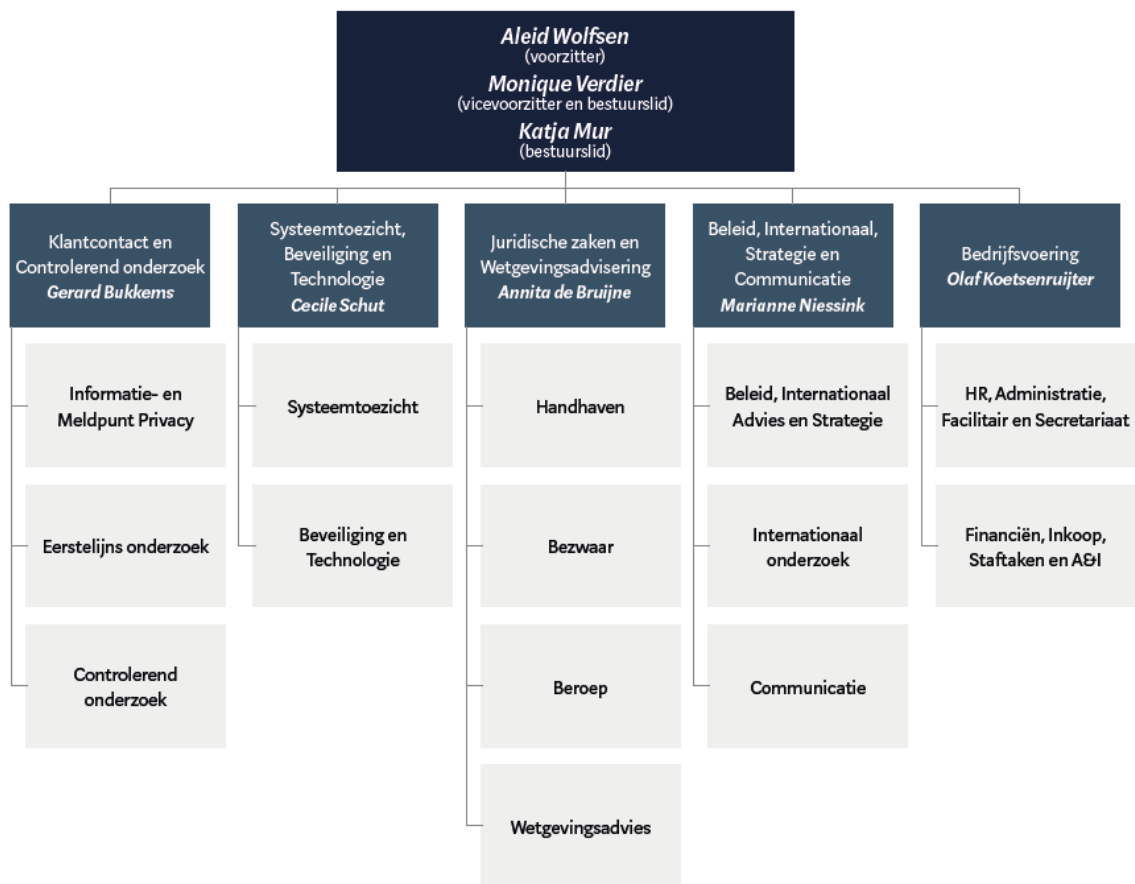 Aleid Wolfsen
(voorzitter)
Monique Verdier
(vicevoorzitter en bestuurslid)
Katja Mur
(bestuurslid)
Klantcontact en
Controlerend onderzoek
Gerard Bukkems
Informatie- en
Meldpunt Privacy
Eerstelijns onderzoek
Controlerend
onderzoek
Systeemtoezicht,
Beveiliging en
Technologie
Cecile Schut
Systeemtoezicht
Beveiliging en
Technologie
Juridische zaken en
Wetgevingsadvisering
Annita de Bruijne
Handhaven
Bezwaar
Beroep
Wetgevingsadvies
Beleid, Internationaal,
Strategie en
Communicatie
Marianne Niessink
Beleid, Internationaal
Advies en Strategie
Internationaal
onderzoek
Communicatie
Bedrijfsvoering
Olaf Koetsenruijter
HR, Administratie,
Facilitair en Secretariaat
Financiën, Inkoop,
Staftaken en A&I